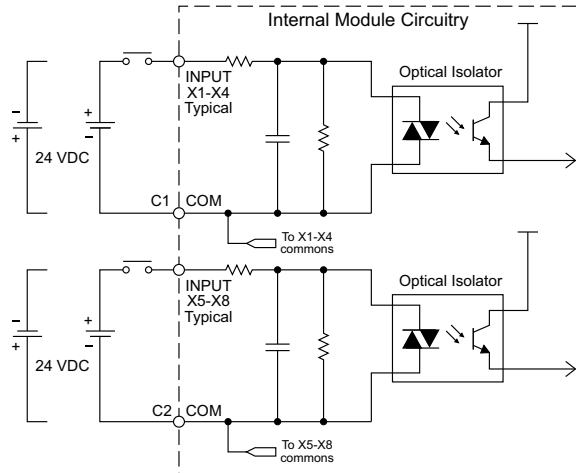 Internal Module Circuitry
INPUT
X1-X4
Typical
Optical Isolator
-
+
+
-
24 VDC
C1
COM
To X1-X4
commons
INPUT
X5-X8
Typical
Optical Isolator
-
+
+
-
24 VDC
C2
COM
To X5-X8
commons